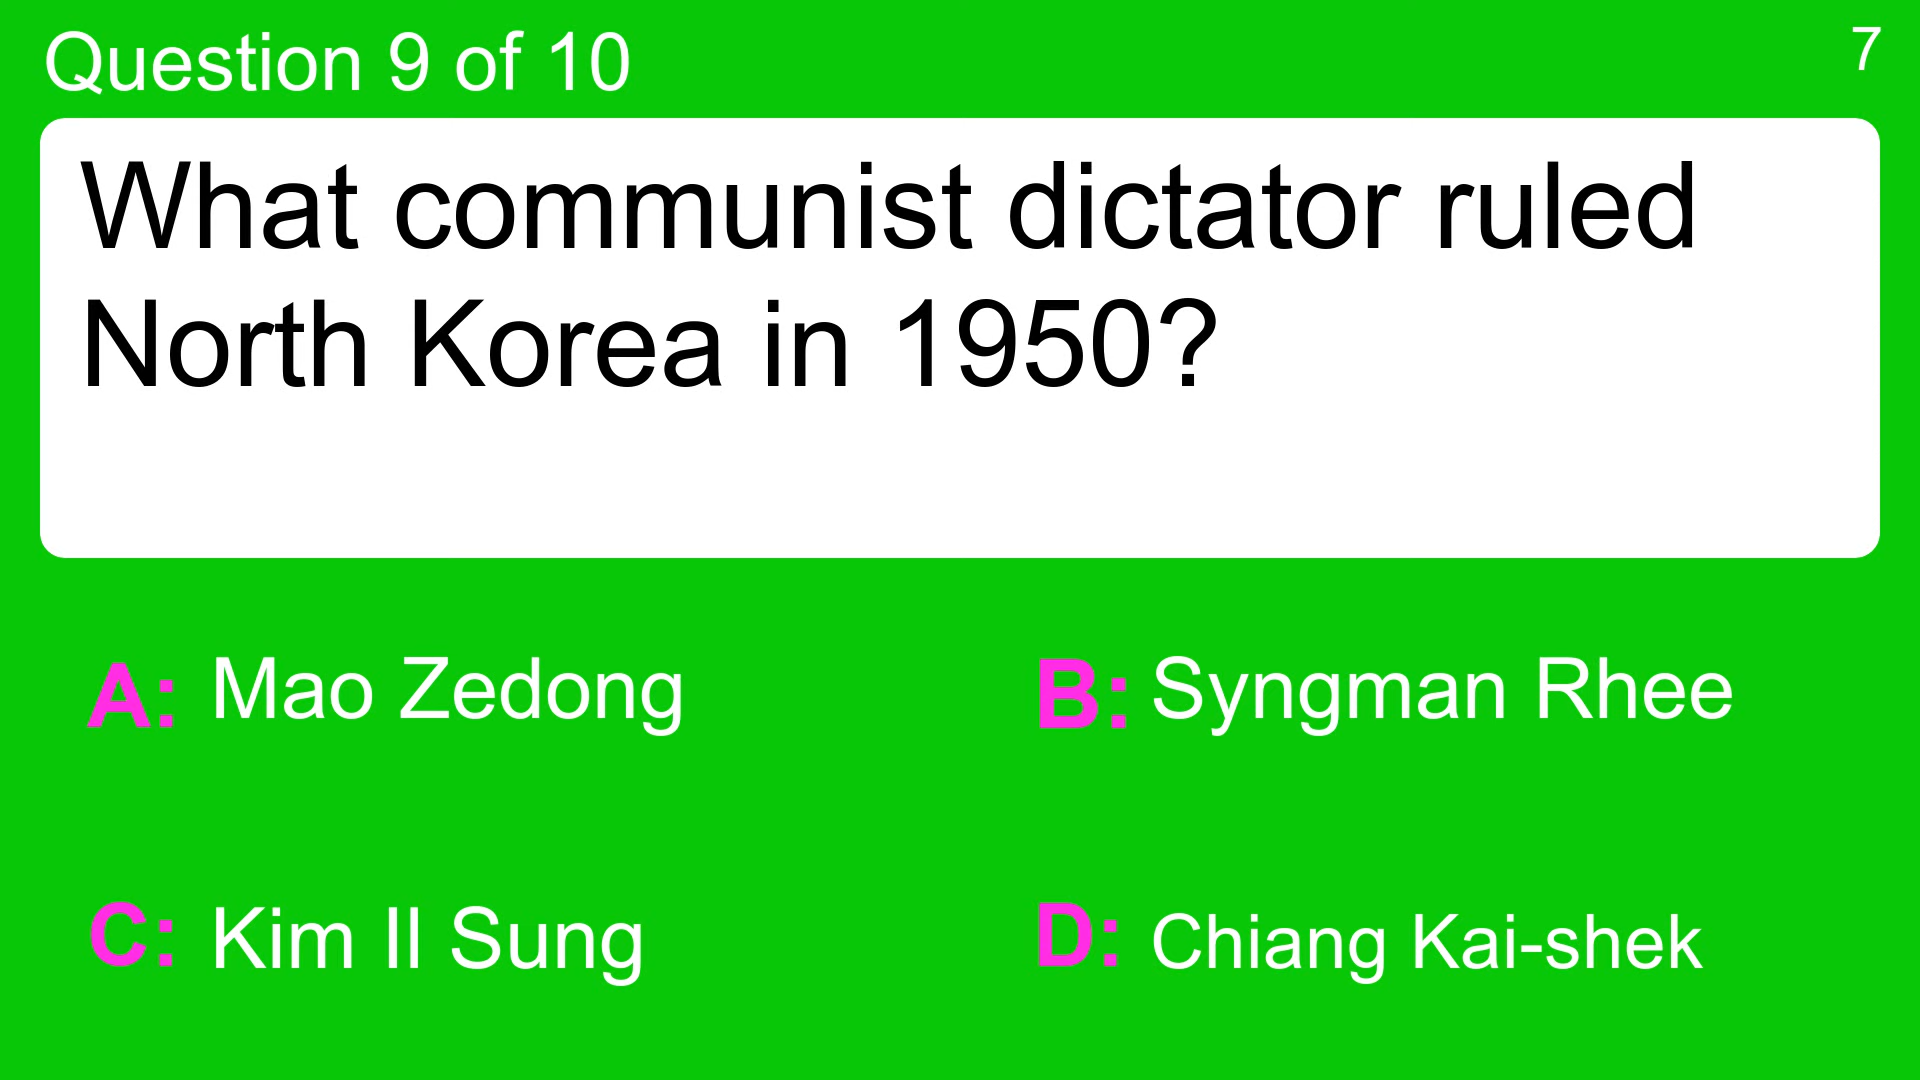 Question 9 of 10
7
What communist dictator ruled
North Korea in 1950?
A: Mao Zedong
B: Syngman Rhee
C: Kim Il Sung
D: Chiang Kai-shek